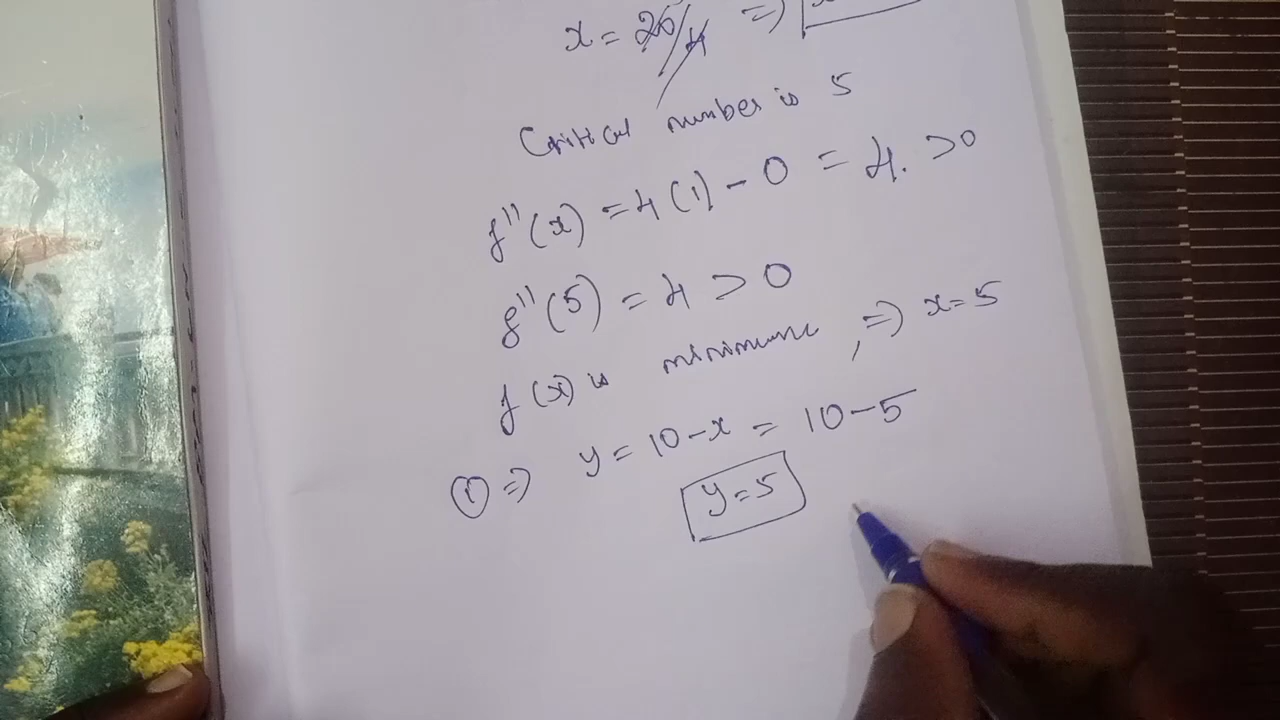 x = 20/4 ⇒
Critical number is 5
f''(x) = 4(1) - 0 = 4. > 0
f''(5) = 4 > 0
f(x) is minimum, ⇒ x = 5
① ⇒ y = 10 - x = 10 - 5
y = 5